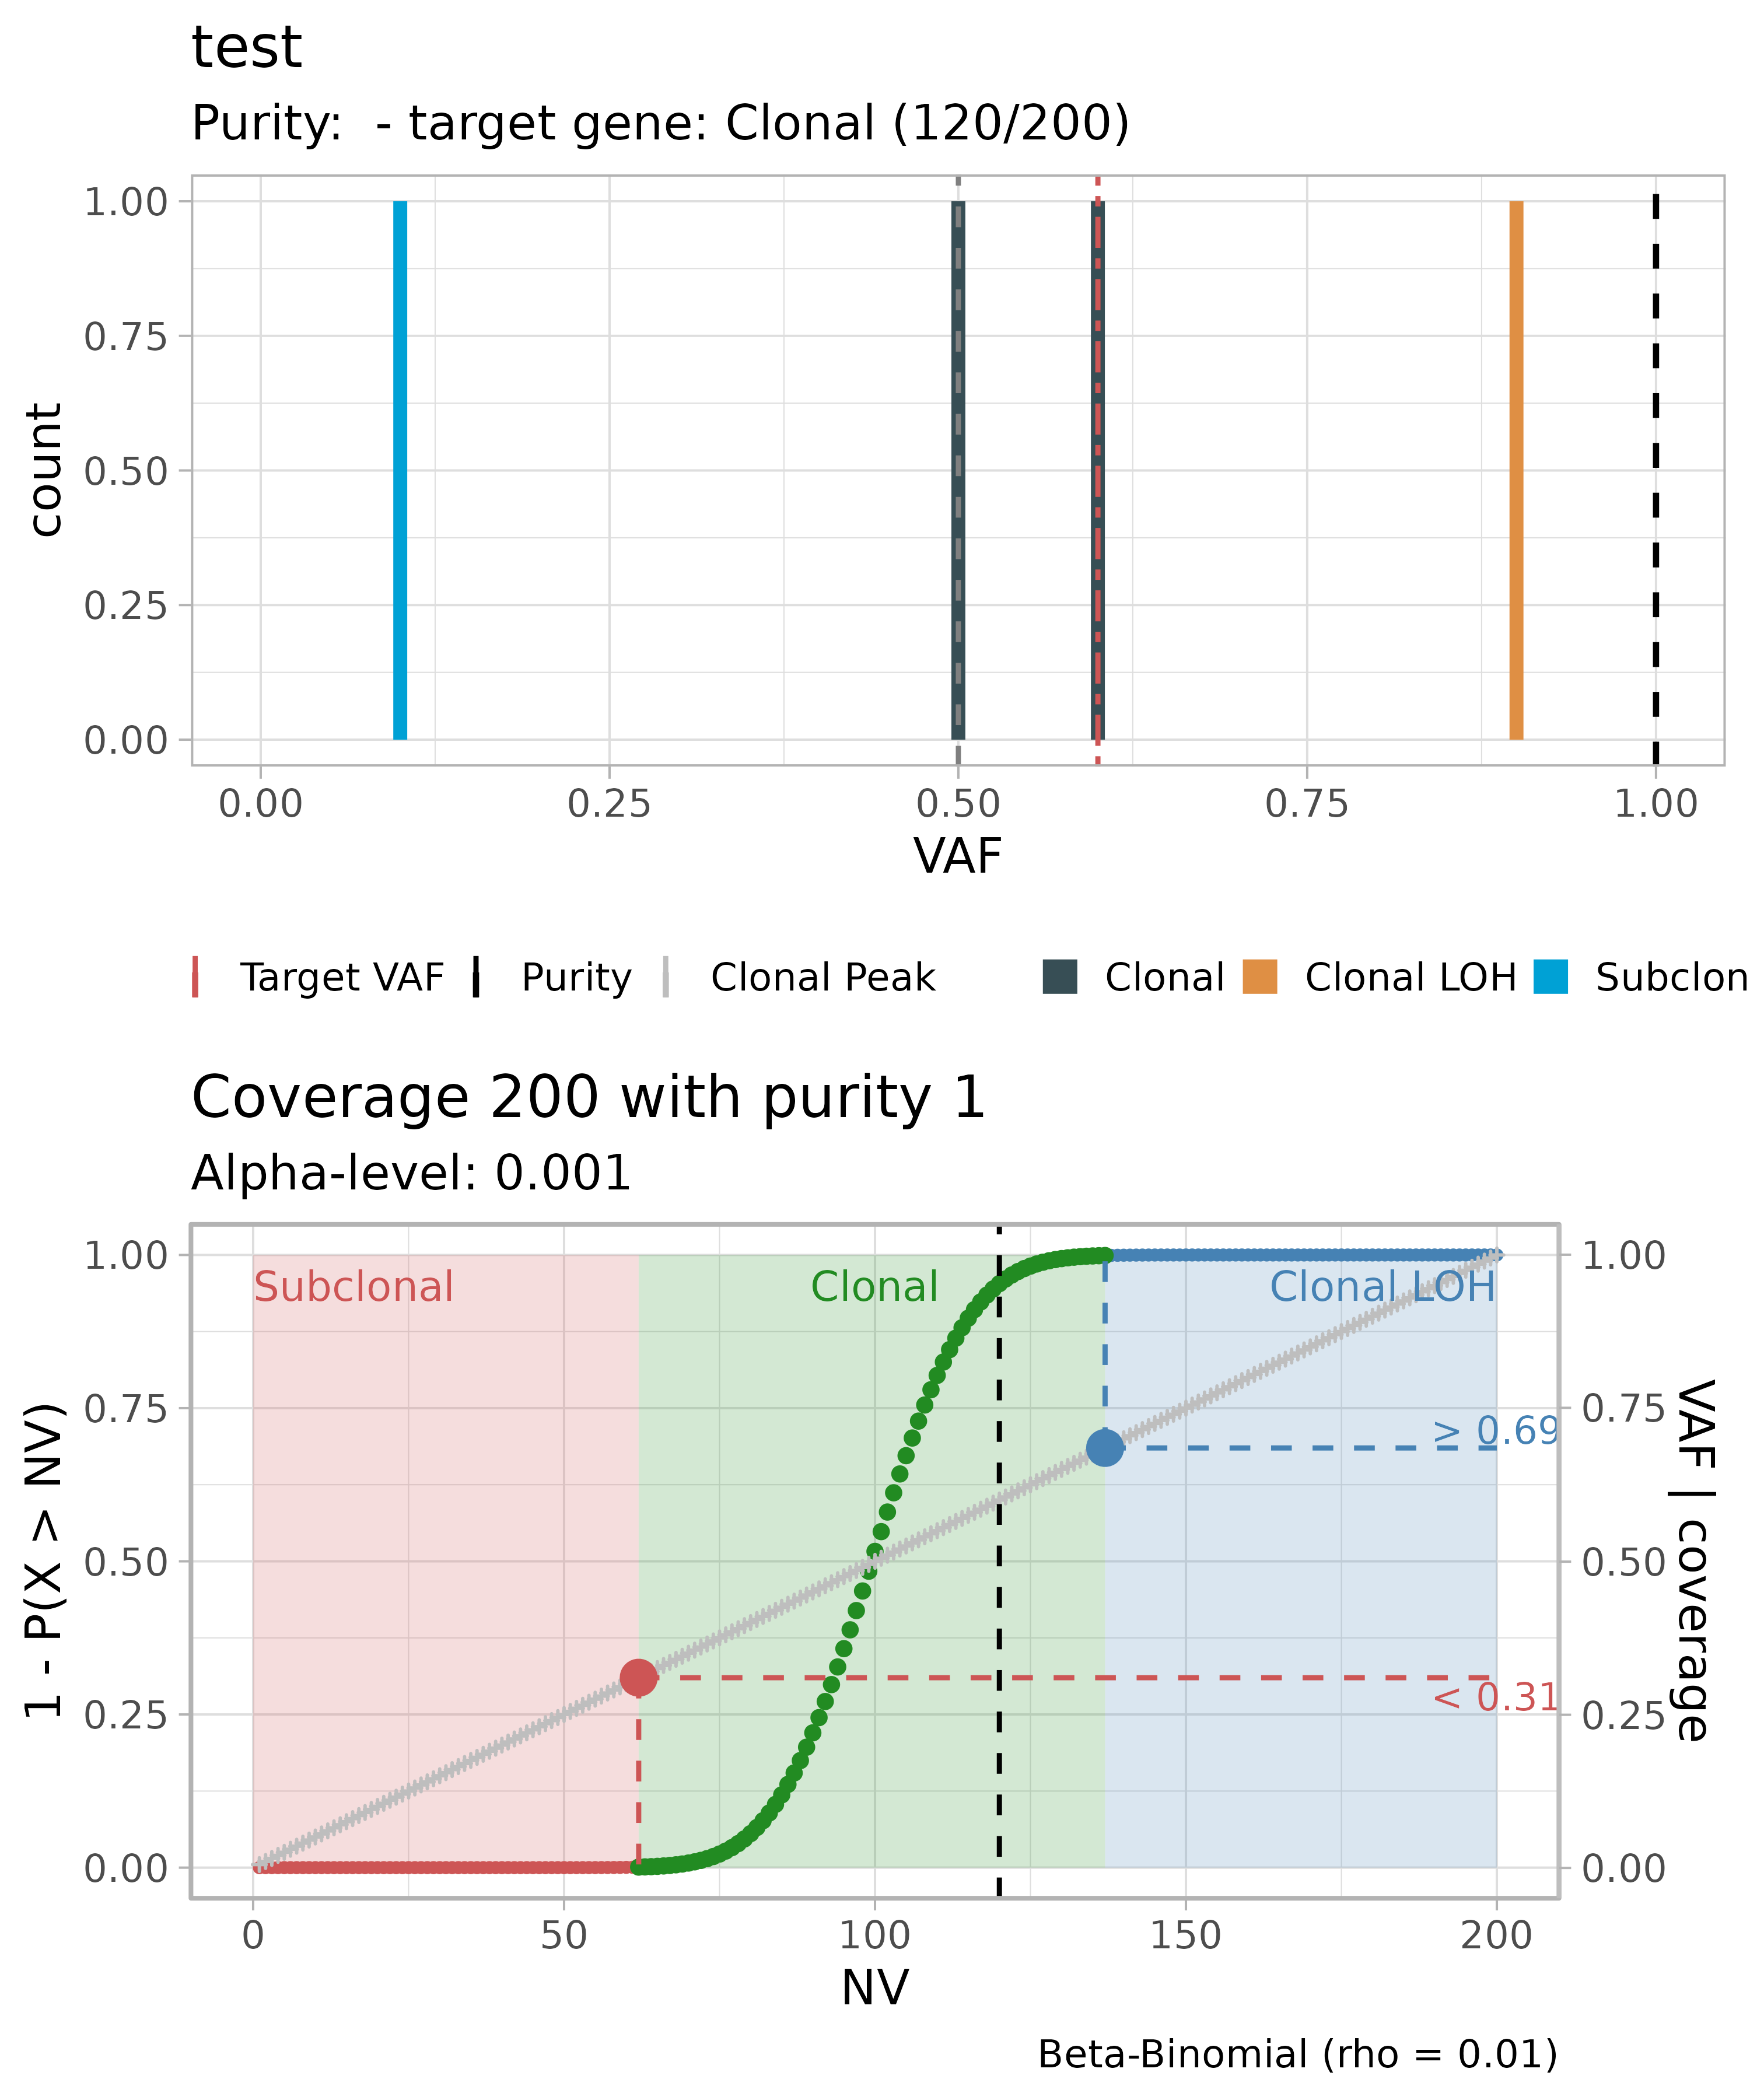 test
Purity:  - target gene: Clonal (120/200)
1.00
0.75
0.50
0.25
0.00
count
0.00 0.25 0.50 0.75 1.00
VAF
Target VAF Purity Clonal Peak Clonal Clonal LOH Subclon
Coverage 200 with purity 1
Alpha-level: 0.001
1.00
0.75
0.50
0.25
0.00
1 - P(X > NV)
Subclonal Clonal Clonal LOH
> 0.69
< 0.31
1.00
0.75
0.50
0.25
0.00
VAF | coverage
0 50 100 150 200
NV
Beta-Binomial (rho = 0.01)